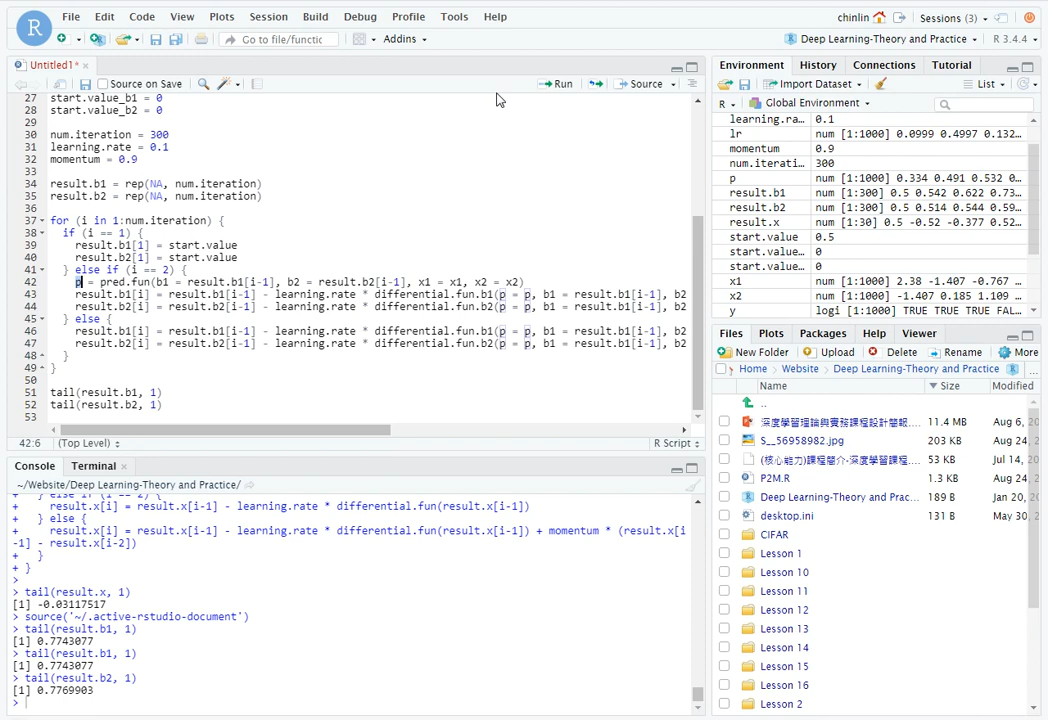 File Edit Code View Plots Session Build Debug Profile Tools Help
chinlin Sessions (3)
Go to file/functic Addins Deep Learning-Theory and Practice R 3.4.4
Untitled1*
Source on Save Run Source
27 start.value_b1 = 0
28 start.value_b2 = 0
29
30 num.iteration = 300
31 learning.rate = 0.1
32 momentum = 0.9
33
34 result.b1 = rep(NA, num.iteration)
35 result.b2 = rep(NA, num.iteration)
36
37 for (i in 1:num.iteration) {
38 if (i == 1) {
39 result.b1[1] = start.value
40 result.b2[1] = start.value
41 } else if (i == 2) {
42 p = pred.fun(b1 = result.b1[i-1], b2 = result.b2[i-1], x1 = x1, x2 = x2)
43 result.b1[i] = result.b1[i-1] - learning.rate * differential.fun.b1(p = p, b1 = result.b1[i-1], b2
44 result.b2[i] = result.b2[i-1] - learning.rate * differential.fun.b2(p = p, b1 = result.b1[i-1], b2
45 } else {
46 result.b1[i] = result.b1[i-1] - learning.rate * differential.fun.b1(p = p, b1 = result.b1[i-1], b2
47 result.b2[i] = result.b2[i-1] - learning.rate * differential.fun.b2(p = p, b1 = result.b1[i-1], b2
48 }
49 }
50
51 tail(result.b1, 1)
52 tail(result.b2, 1)
53
42:6 (Top Level) R Script
Console Terminal
~/Website/Deep Learning-Theory and Practice/
+ } else if (i == 2) {
+ result.x[i] = result.x[i-1] - learning.rate * differential.fun(result.x[i-1])
+ } else {
+ result.x[i] = result.x[i-1] - learning.rate * differential.fun(result.x[i-1]) + momentum * (result.x[i
-1] - result.x[i-2])
+ }
+ }
>
> tail(result.x, 1)
[1] -0.03117517
> source('~/.active-rstudio-document')
> tail(result.b1, 1)
[1] 0.7743077
> tail(result.b1, 1)
[1] 0.7743077
> tail(result.b2, 1)
[1] 0.7769903
>
Environment History Connections Tutorial
Import Dataset List
R Global Environment
learning.ra… 0.1
lr num [1:1000] 0.0999 0.4997 0.132…
momentum 0.9
num.iterati… 300
p num [1:1000] 0.334 0.491 0.532 0…
result.b1 num [1:300] 0.5 0.542 0.622 0.73…
result.b2 num [1:300] 0.5 0.514 0.544 0.59…
result.x num [1:30] 0.5 -0.52 -0.377 0.52…
start.value 0.5
start.value… 0
start.value… 0
x1 num [1:1000] 2.38 -1.407 -0.767 …
x2 num [1:1000] -1.407 0.185 1.109 …
y logi [1:1000] TRUE TRUE TRUE FAL…
Files Plots Packages Help Viewer
New Folder Upload Delete Rename More
Home Website Deep Learning-Theory and Practice ...
Name Size Modified
..
深度學習理論與實務課程設計簡報.... 11.4 MB Aug 6, 2
S__56958982.jpg 203 KB Aug 24,
(核心能力)課程簡介-深度學習課程.... 53 KB Jul 14,
P2M.R 1.3 KB Aug 24,
Deep Learning-Theory and Prac... 189 B Jan 20,
desktop.ini 131 B May 30,
CIFAR
Lesson 1
Lesson 10
Lesson 11
Lesson 12
Lesson 13
Lesson 14
Lesson 15
Lesson 16
Lesson 2